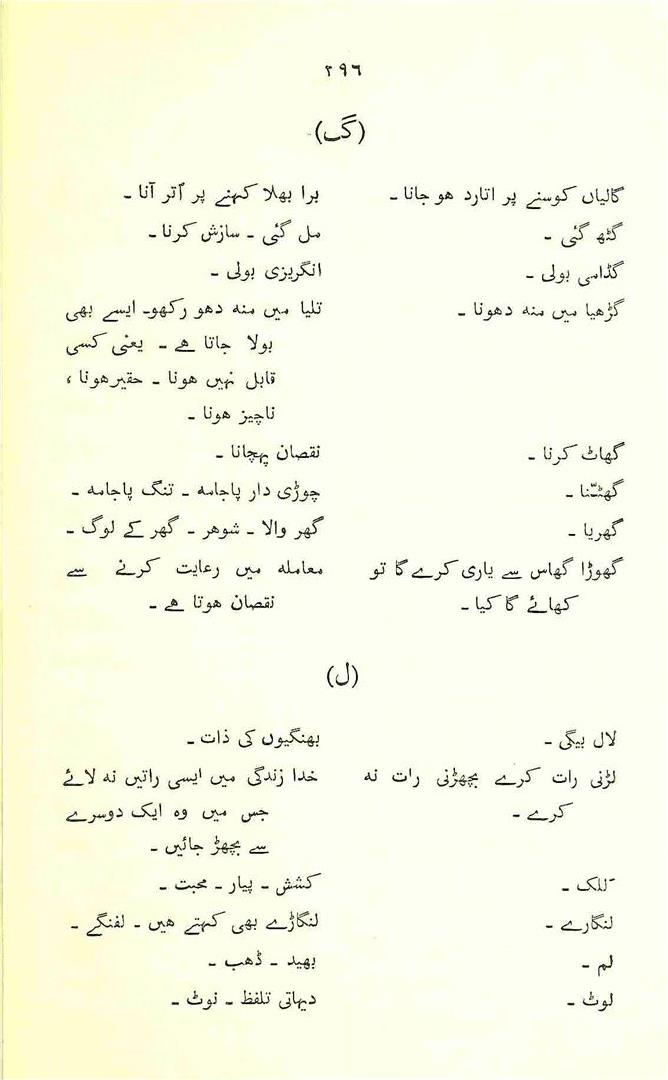 ۲۹٦
(گ)
گالیاں کوسنے پر اتارد ہو جانا ۔ برا بھلا کہنے پر اُتر آنا ۔
گٹھ گئی ۔ مل گئی ۔ سازش کرنا ۔
گڈامی بولی ۔ انگریزی بولی ۔
گڑھیا میں منہ دھونا ۔ تلیا میں منہ دھو رکھو۔ ایسے بھی
بولا جاتا ہے ۔ یعنی کسی
قابل نہیں ہونا ۔ حقیر ہونا ،
ناچیز ہونا ۔
گھاٹ کرنا ۔ نقصان پہچانا ۔
گھٹنّا ۔ چوڑی دار پاجامہ ۔ تنگ پاجامہ ۔
گھریا ۔ گھر والا ۔ شوہر ۔ گھر کے لوگ ۔
گھوڑا گھاس سے یاری کرے گا تو معاملہ میں رعایت کرنے سے
کھائے گا کیا ۔ نقصان ہوتا ہے ۔
(ل)
لال بیگی ۔ بھنگیوں کی ذات ۔
لڑنی رات کرے بچھڑنی رات نہ خدا زندگی میں ایسی راتیں نہ لائے
کرے ۔ جس میں وہ ایک دوسرے
سے بچھڑ جائیں ۔
َللک ۔ کشش ۔ پیار ۔ محبت ۔
لنگارے ۔ لنگاڑے بھی کہتے ہیں ۔ لفنگے ۔
لم ۔ بھید ۔ ڈھب ۔
لوٹ ۔ دیہاتی تلفظ ۔ نوٹ ۔